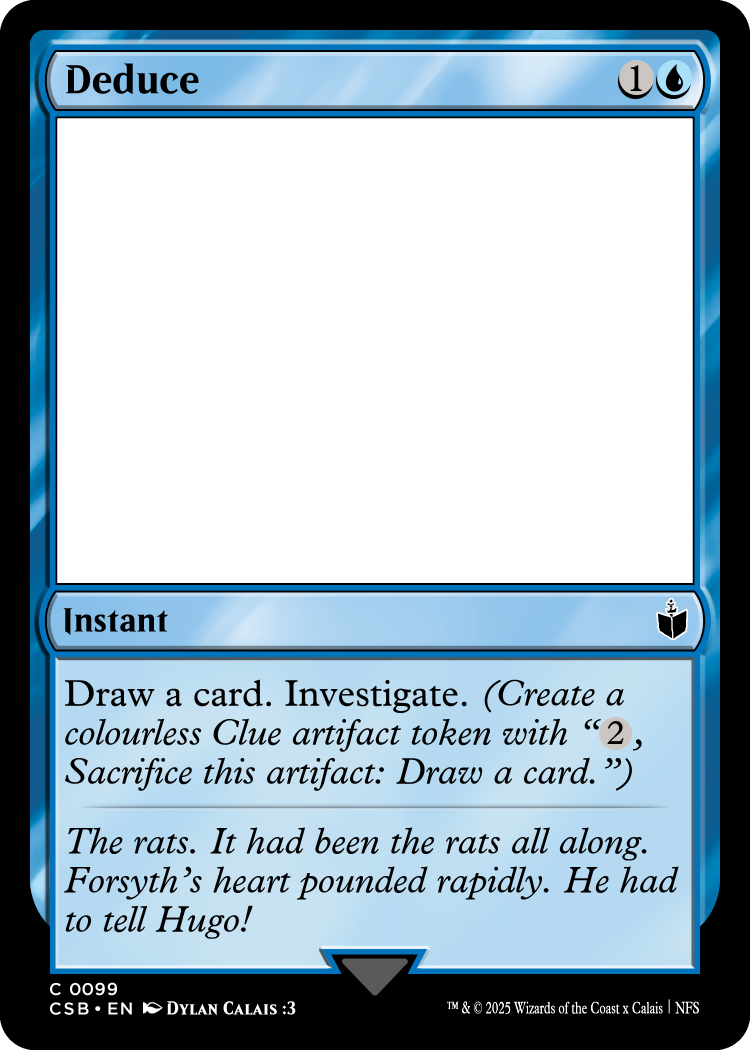 Deduce 1
Instant
Draw a card. Investigate. (Create a
colourless Clue artifact token with “2,
Sacrifice this artifact: Draw a card.”)
The rats. It had been the rats all along.
Forsyth’s heart pounded rapidly. He had
to tell Hugo!
C 0099
CSB • EN Dylan Calais :3 ™ & © 2025 Wizards of the Coast x Calais | NFS